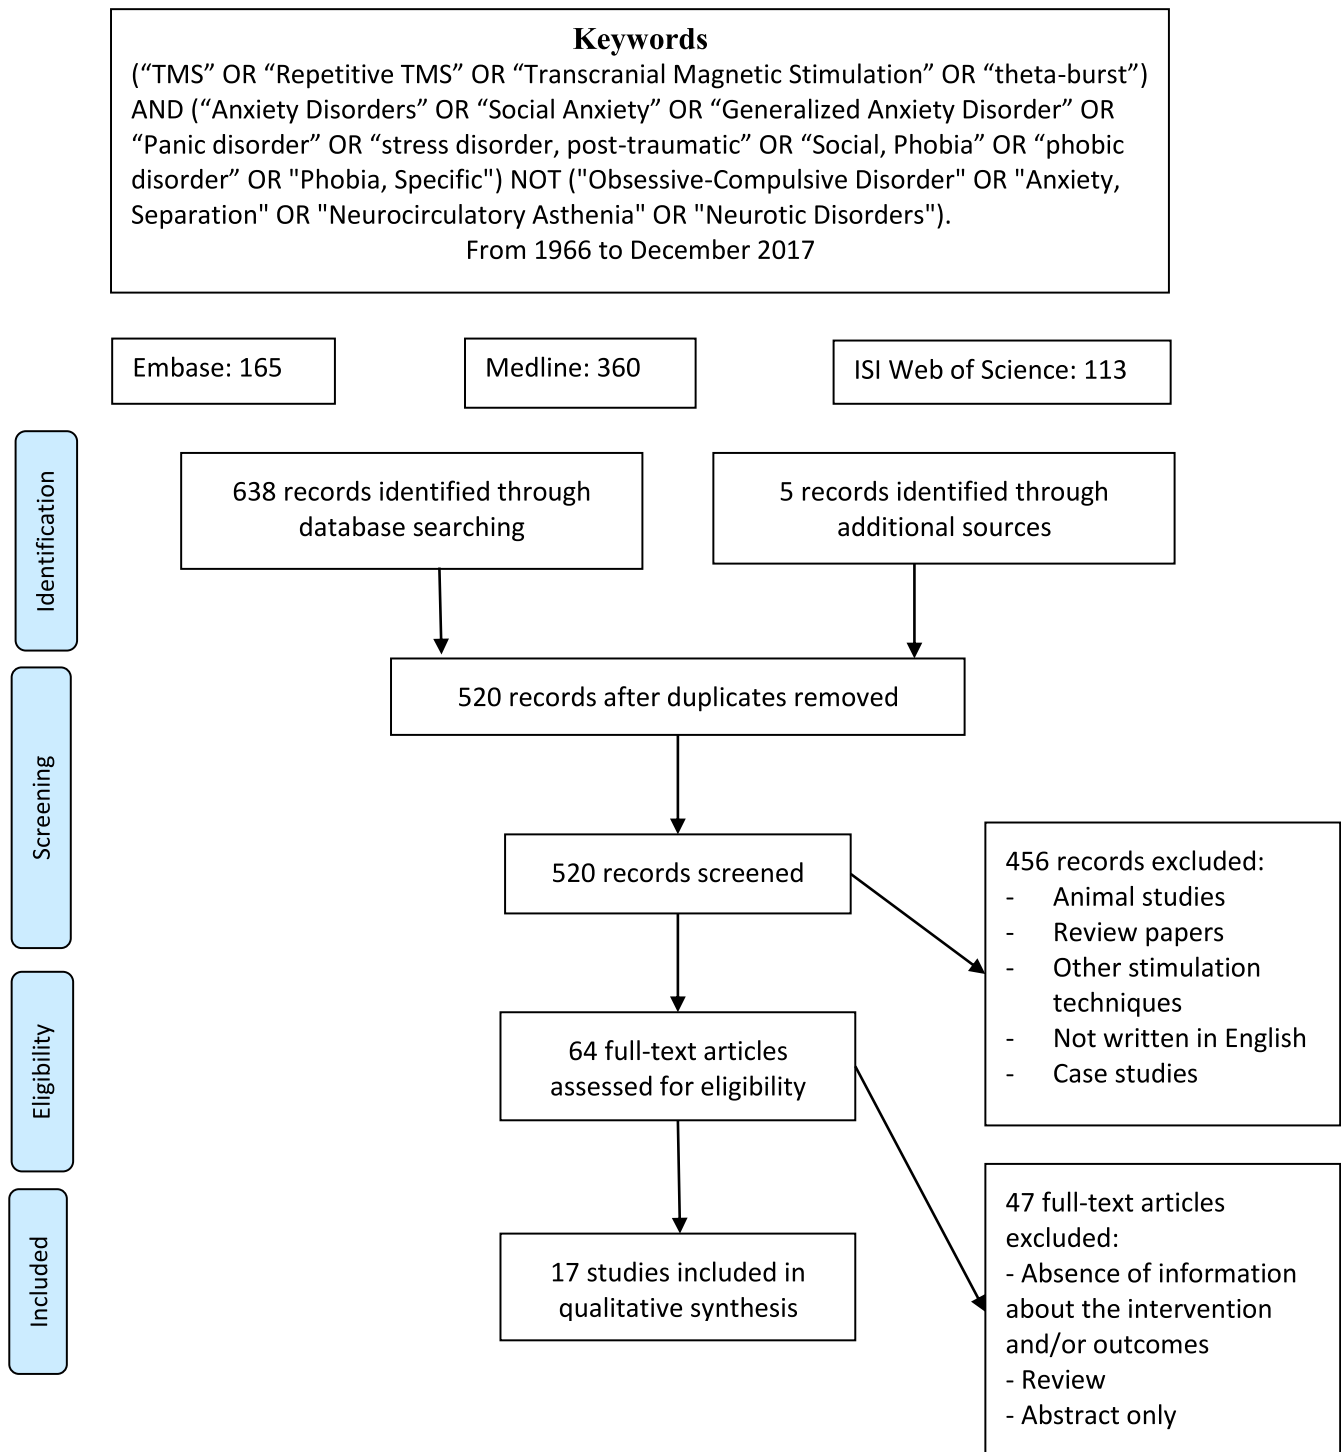 Keywords
(“TMS” OR “Repetitive TMS” OR “Transcranial Magnetic Stimulation” OR “theta-burst”)
AND (“Anxiety Disorders” OR “Social Anxiety” OR “Generalized Anxiety Disorder” OR
“Panic disorder” OR “stress disorder, post-traumatic” OR “Social, Phobia” OR “phobic
disorder” OR "Phobia, Specific") NOT ("Obsessive-Compulsive Disorder" OR "Anxiety,
Separation" OR "Neurocirculatory Asthenia" OR "Neurotic Disorders").
From 1966 to December 2017
Embase: 165
Medline: 360
ISI Web of Science: 113
Identification
638 records identified through
database searching
5 records identified through
additional sources
Screening
520 records after duplicates removed
520 records screened
456 records excluded:
- Animal studies
- Review papers
- Other stimulation
techniques
- Not written in English
- Case studies
Eligibility
64 full-text articles
assessed for eligibility
47 full-text articles
excluded:
- Absence of information
about the intervention
and/or outcomes
- Review
- Abstract only
Included
17 studies included in
qualitative synthesis